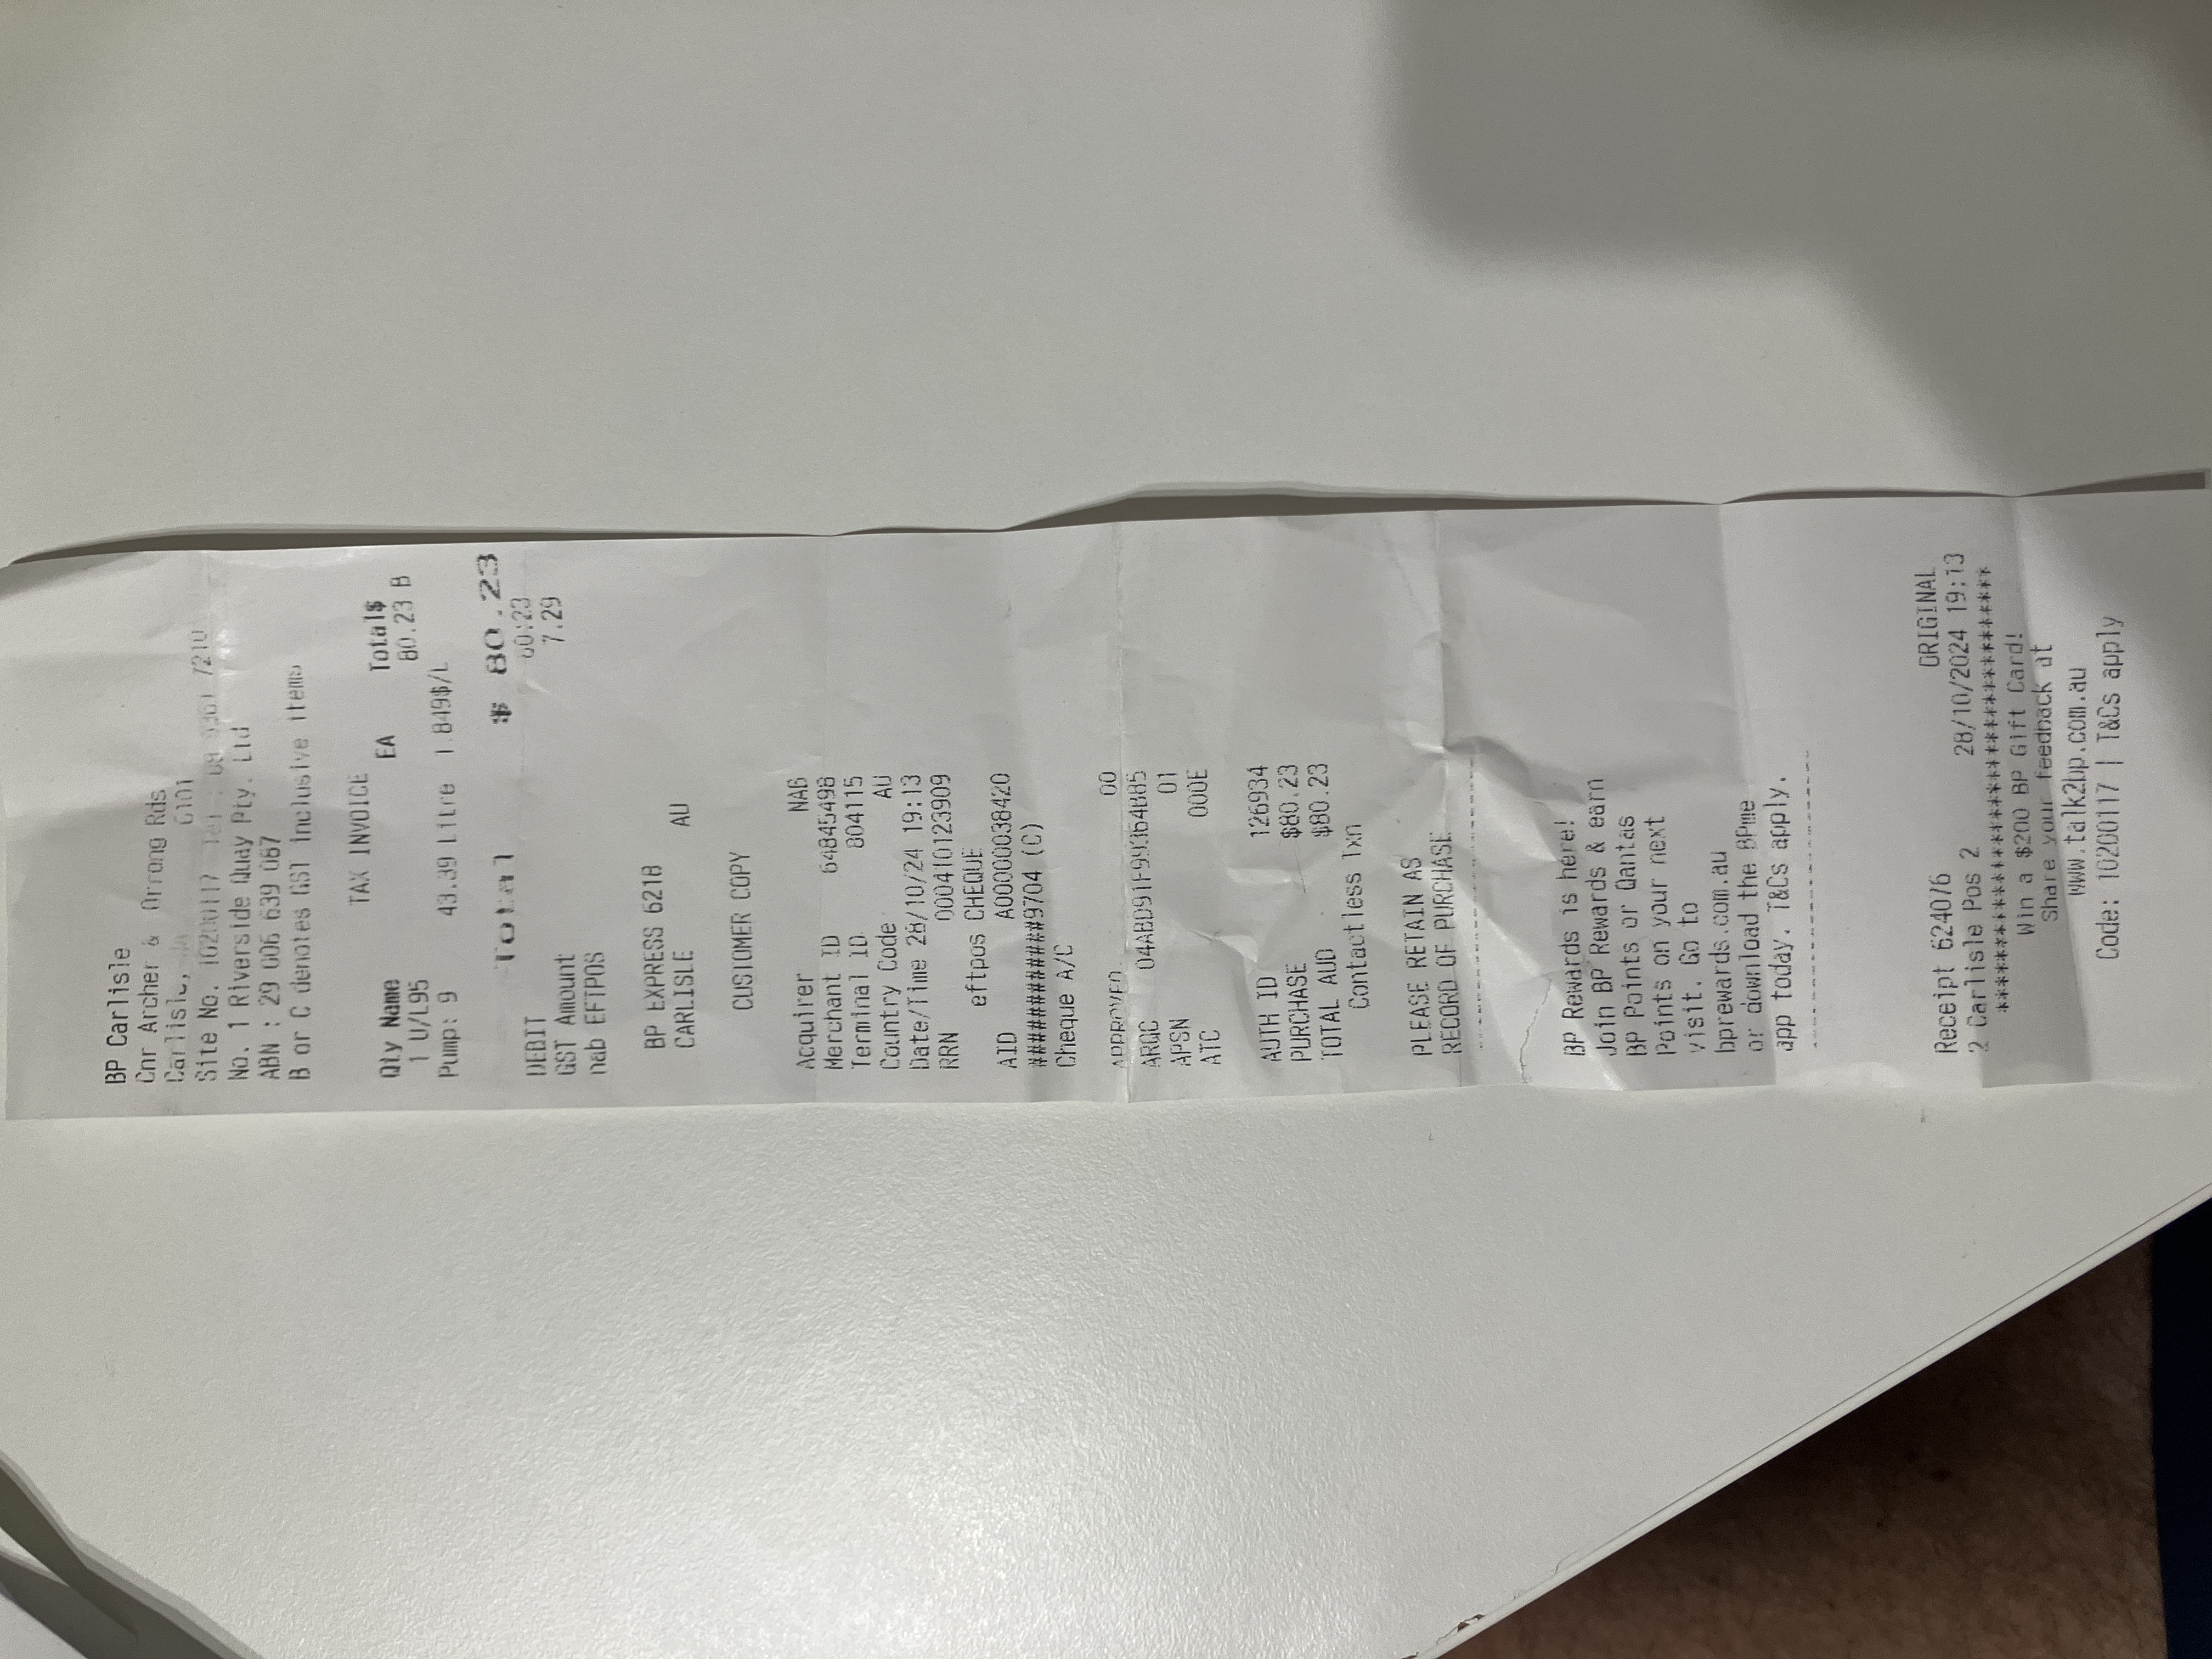 BP Carlisle
Cnr Archer & Orrong Rds
Carlisle, 6101
Site No. 10200117 Tel : 08 9361 7210
No. 1 Riverside Quay Pty. Ltd
ABN : 29 006 639 087
B or C denotes GST inclusive items
TAX INVOICE
Qty Name EA Total$
1 U/L95 80.23 B
Pump: 9 43.39 Litre 1.849$/L
Total $ 80.23
DEBIT 80.23
GST Amount 7.29
nab EFTPOS
BP EXPRESS 6218
CARLISLE AU
CUSTOMER COPY
Acquirer NAB
Merchant ID 64845498
Terminal ID 804115
Country Code AU
Date/Time 28/10/24 19:13
RRN 000410123909
eftpos CHEQUE
AID A00000038420
############9704 (C)
Cheque A/C
APPROVED 00
ARQC 04ABD91F99364B85
APSN 01
ATC 000E
AUTH ID 126934
PURCHASE $80.23
TOTAL AUD $80.23
Contactless Txn
PLEASE RETAIN AS
RECORD OF PURCHASE
------------------------
BP Rewards is here!
Join BP Rewards & earn
BP Points or Qantas
Points on your next
visit. Go to
bprewards.com.au
or download the BPme
app today. T&Cs apply.
------------------------
Receipt 624076 ORIGINAL
2 Carlisle Pos 2 28/10/2024 19:13
***********************************
Win a $200 BP Gift Card!
Share your feedback at
www.talk2bp.com.au
Code: 10200117 | T&Cs apply